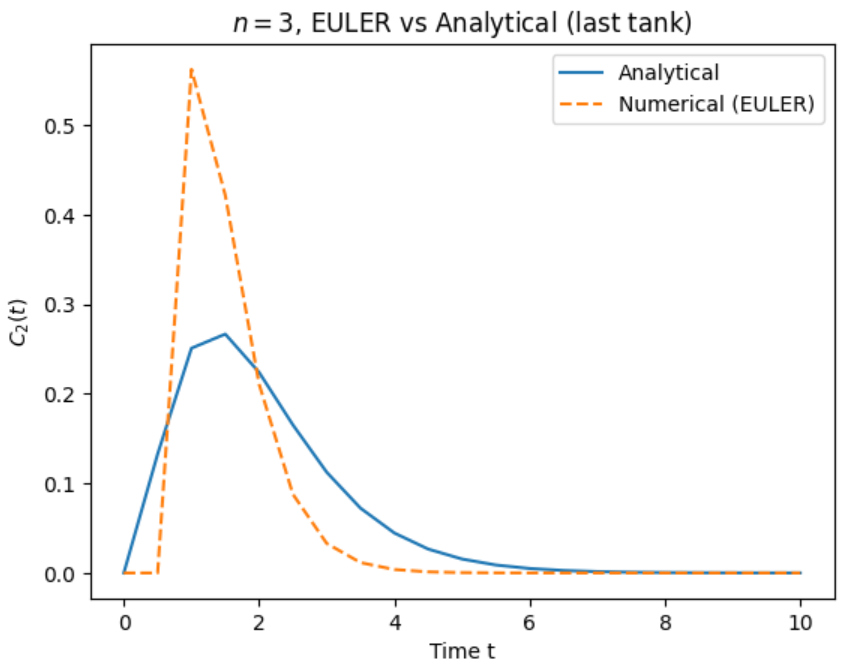 n = 3, EULER vs Analytical (last tank)
Analytical
Numerical (EULER)
0.5
0.4
0.3
0.2
0.1
0.0
C₂(t)
0 2 4 6 8 10
Time t